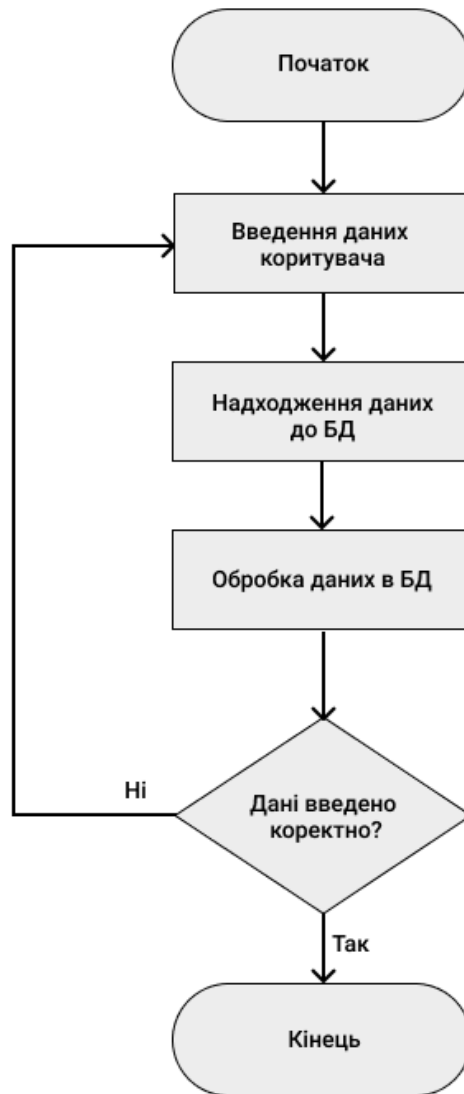 Початок
Введення даних
коритувача
Надходження даних
до БД
Обробка даних в БД
Дані введено
коректно?
Ні
Так
Кінець